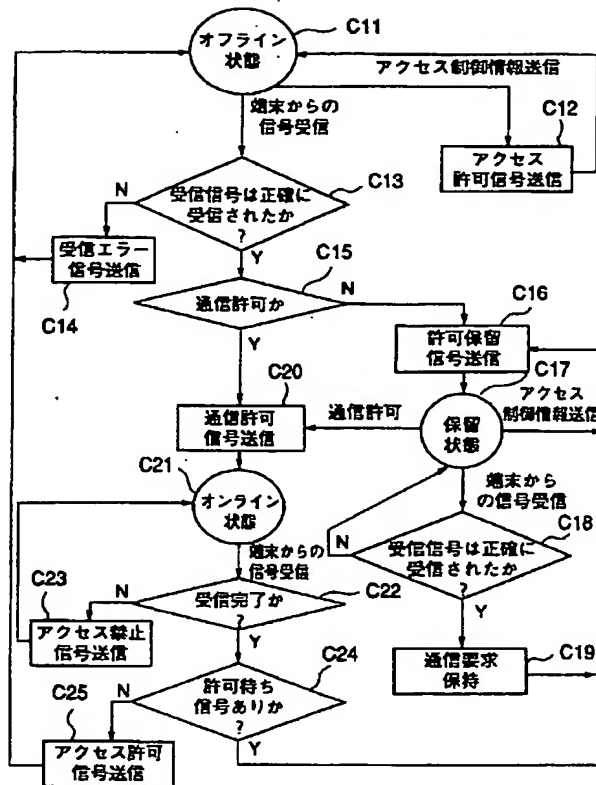 C11
オフライン
状態
アクセス制御情報送信
端末からの
信号受信
C12
アクセス
許可信号送信
C13
受信信号は正確に
受信されたか
?
N
Y
受信エラー
信号送信
C14
C15
通信許可か
N
Y
C16
許可保留
信号送信
C17
アクセス
制御情報送信
C20
通信許可
信号送信
通信許可
保留
状態
C21
オンライン
状態
端末から
の信号受信
C18
受信信号は正確に
受信されたか
?
N
Y
端末からの
信号受信
C22
受信完了か
?
N
Y
C23
アクセス禁止
信号送信
C19
通信要求
保持
C24
許可待ち
信号ありか
?
N
Y
C25
アクセス許可
信号送信